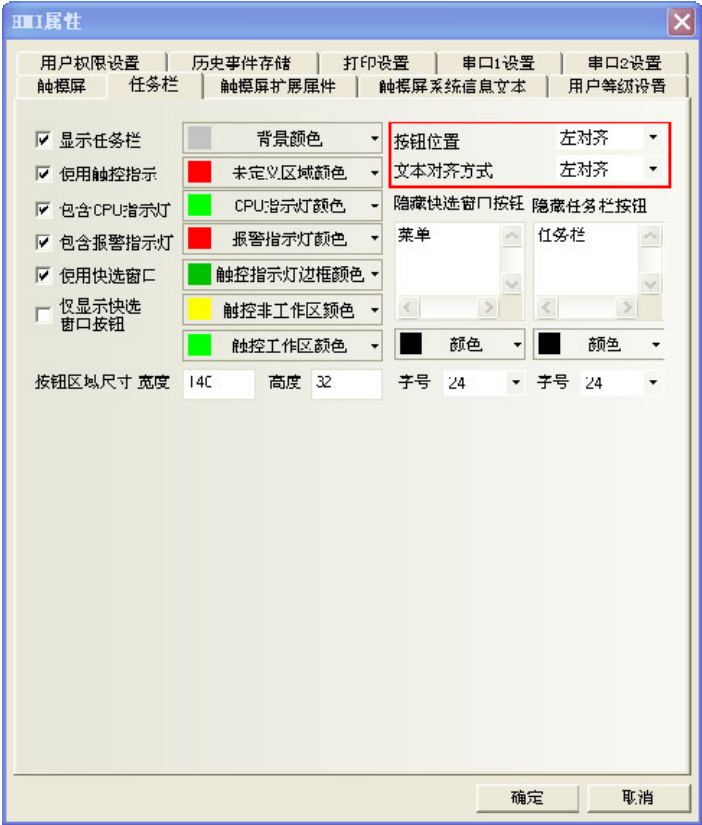 HMI属性
用户权限设置 历史事件存储 打印设置 串口1设置 串口2设置
触摸屏 任务栏 触摸屏扩展属件 触摸屏系统信息文本 用户等级设置
显示任务栏 背景颜色 按钮位置 左对齐
使用触控指示 未定义区域颜色 文本对齐方式 左对齐
包含CPU指示灯 CPU指示灯颜色 隐藏快选窗口按钮 隐藏任务栏按钮
包含报警指示灯 报警指示灯颜色 菜单 任务栏
使用快选窗口 触控指示灯边框颜色
仅显示快选
窗口按钮 触控非工作区颜色
触控工作区颜色 颜色 颜色
按钮区域尺寸 宽度 140 高度 32 字号 24 字号 24
确定 取消